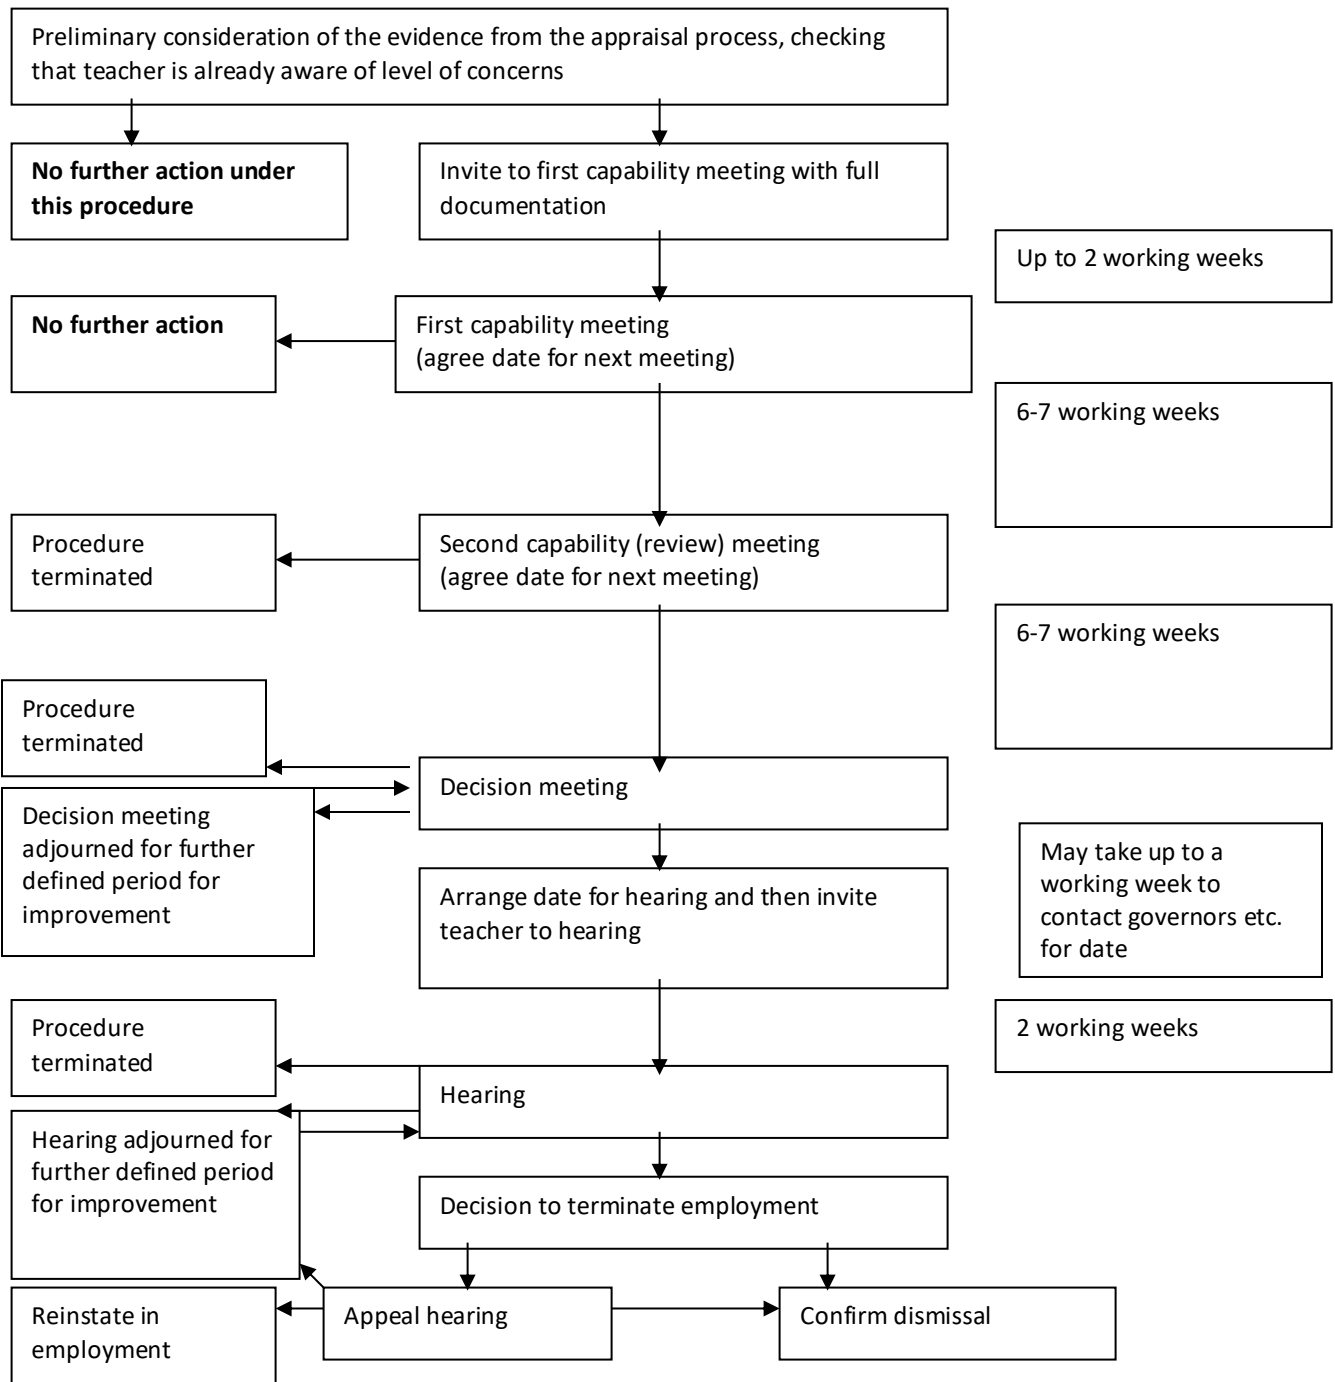 Preliminary consideration of the evidence from the appraisal process, checking
that teacher is already aware of level of concerns
No further action under
this procedure
Invite to first capability meeting with full
documentation
Up to 2 working weeks
No further action
First capability meeting
(agree date for next meeting)
6-7 working weeks
Procedure
terminated
Second capability (review) meeting
(agree date for next meeting)
6-7 working weeks
Procedure
terminated
Decision meeting
Decision meeting
adjourned for further
defined period for
improvement
May take up to a
working week to
contact governors etc.
for date
Arrange date for hearing and then invite
teacher to hearing
Procedure
terminated
2 working weeks
Hearing
Hearing adjourned for
further defined period
for improvement
Decision to terminate employment
Reinstate in
employment
Appeal hearing
Confirm dismissal